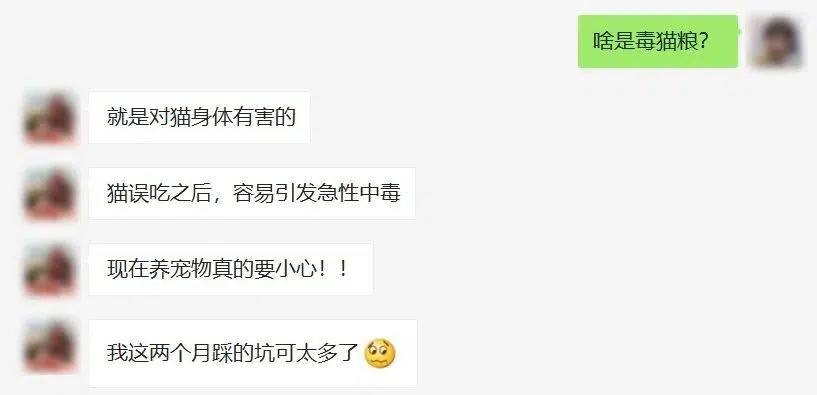 啥是毒猫粮？
就是对猫身体有害的
猫误吃之后，容易引发急性中毒
现在养宠物真的要小心！！
我这两个月踩的坑可太多了